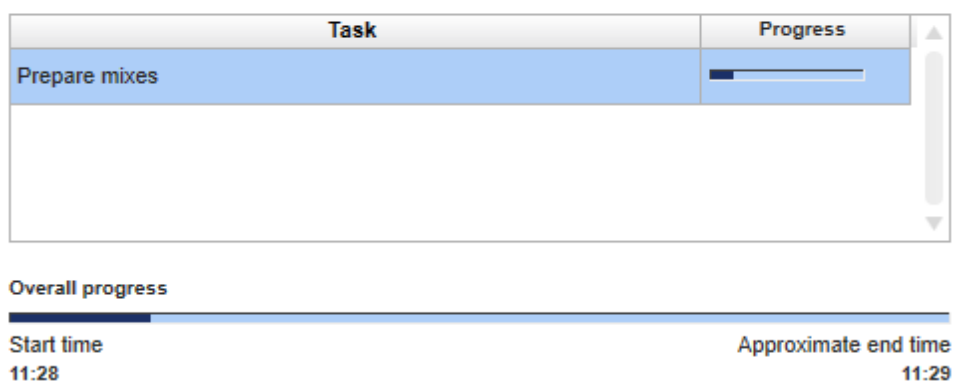 Task Progress
Prepare mixes
Overall progress
Start time Approximate end time
11:28 11:29